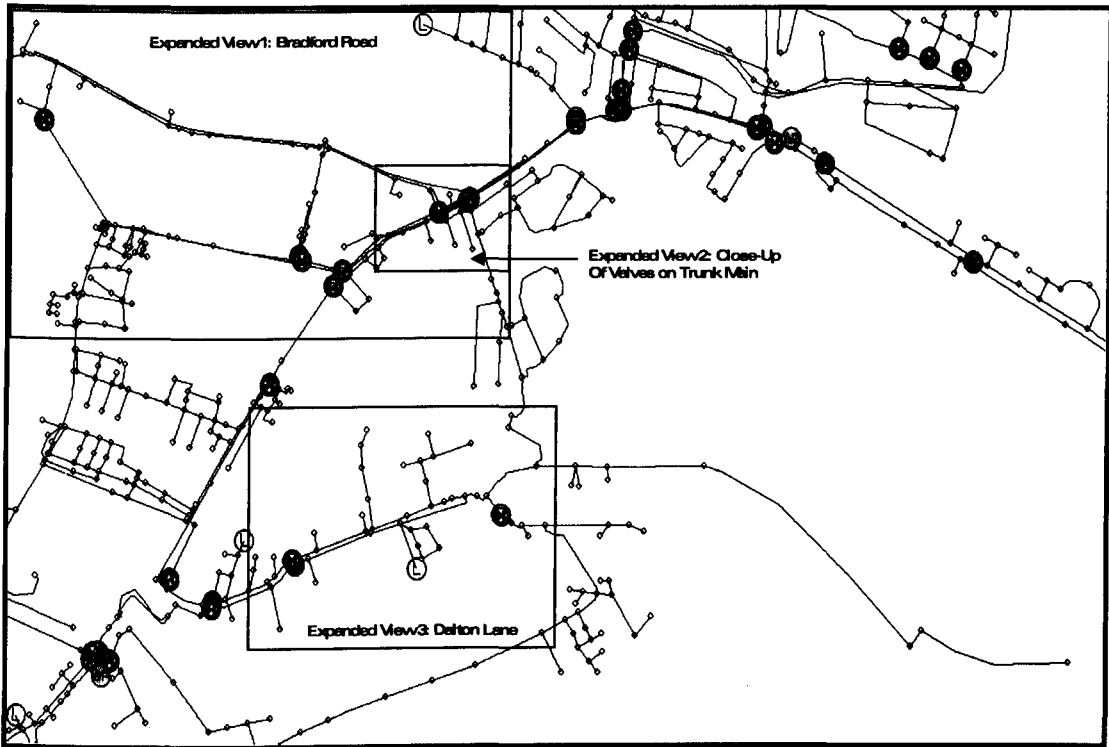 Expanded View1: Bradford Road
L
Expanded View2: Close-Up
Of Valves on Trunk Main
L
L
Expanded View3: Dalton Lane
L